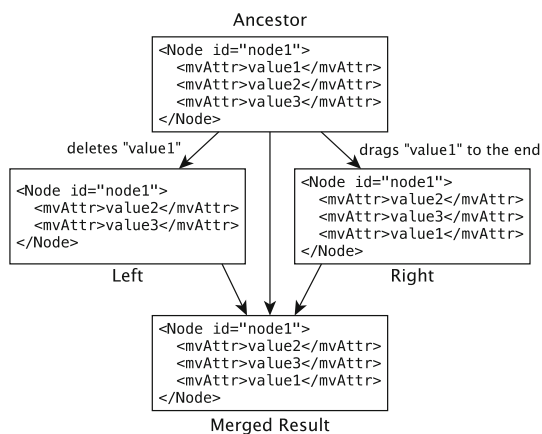 Ancestor
<Node id="node1">
  <mvAttr>value1</mvAttr>
  <mvAttr>value2</mvAttr>
  <mvAttr>value3</mvAttr>
</Node>
deletes "value1"
drags "value1" to the end
<Node id="node1">
  <mvAttr>value2</mvAttr>
  <mvAttr>value3</mvAttr>
</Node>
Left
<Node id="node1">
  <mvAttr>value2</mvAttr>
  <mvAttr>value3</mvAttr>
  <mvAttr>value1</mvAttr>
</Node>
Right
<Node id="node1">
  <mvAttr>value2</mvAttr>
  <mvAttr>value3</mvAttr>
  <mvAttr>value1</mvAttr>
</Node>
Merged Result